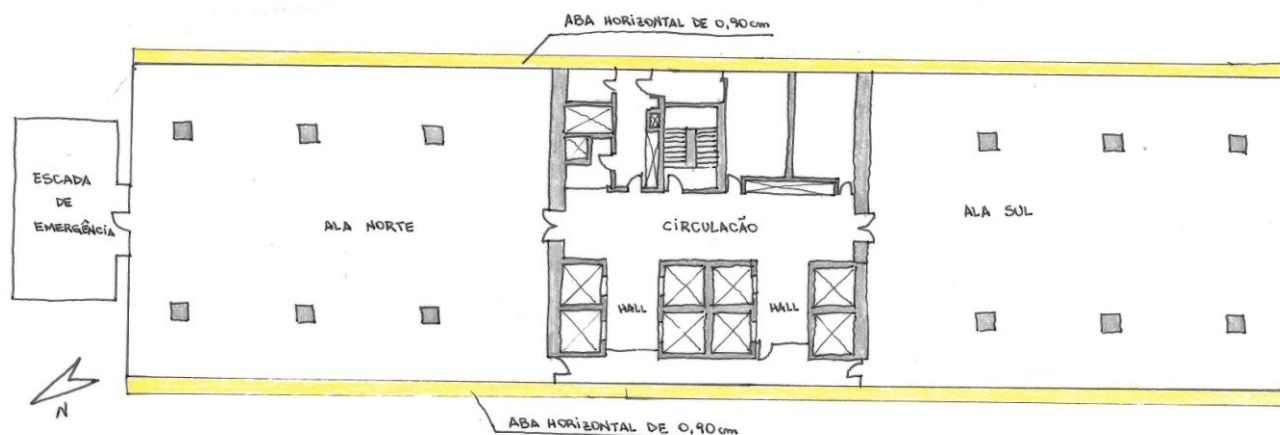 ABA HORIZONTAL DE 0,90cm
ESCADA
DE
EMERGÊNCIA
ALA NORTE
CIRCULACÃO
ALA SUL
HALL
HALL
N
ABA HORIZONTAL DE 0,90cm